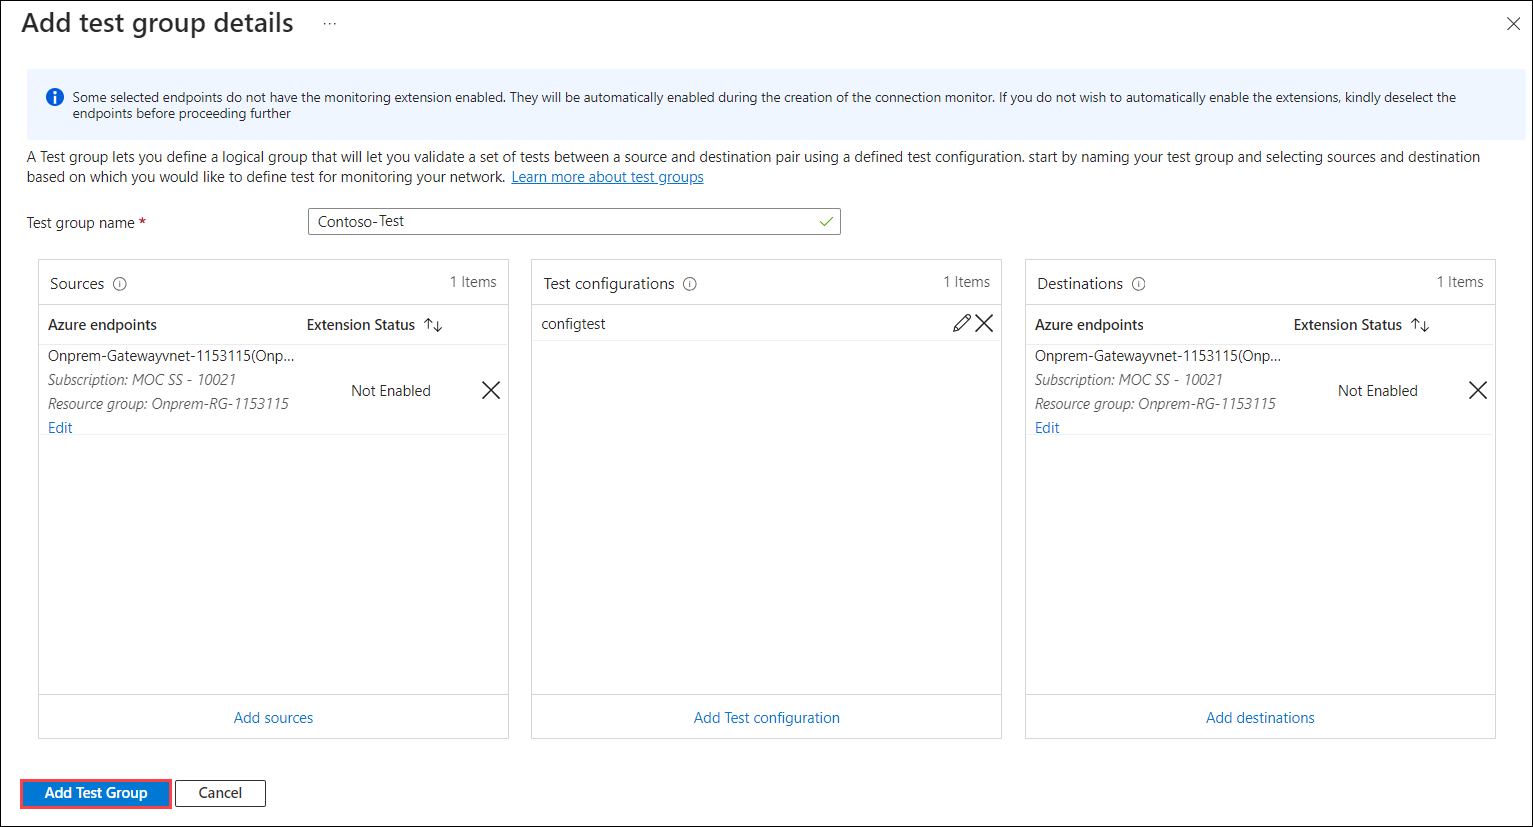 Add test group details ...
Some selected endpoints do not have the monitoring extension enabled. They will be automatically enabled during the creation of the connection monitor. If you do not wish to automatically enable the extensions, kindly deselect the
endpoints before proceeding further
A Test group lets you define a logical group that will let you validate a set of tests between a source and destination pair using a defined test configuration. start by naming your test group and selecting sources and destination
based on which you would like to define test for monitoring your network. Learn more about test groups
Test group name *
Contoso-Test
Sources
1 Items
Azure endpoints
Extension Status
Onprem-Gatewayvnet-1153115(Onp...
Subscription: MOC SS - 10021
Resource group: Onprem-RG-1153115
Not Enabled
Edit
Add sources
Test configurations
1 Items
configtest
Add Test configuration
Destinations
1 Items
Azure endpoints
Extension Status
Onprem-Gatewayvnet-1153115(Onp...
Subscription: MOC SS - 10021
Resource group: Onprem-RG-1153115
Not Enabled
Edit
Add destinations
Add Test Group
Cancel